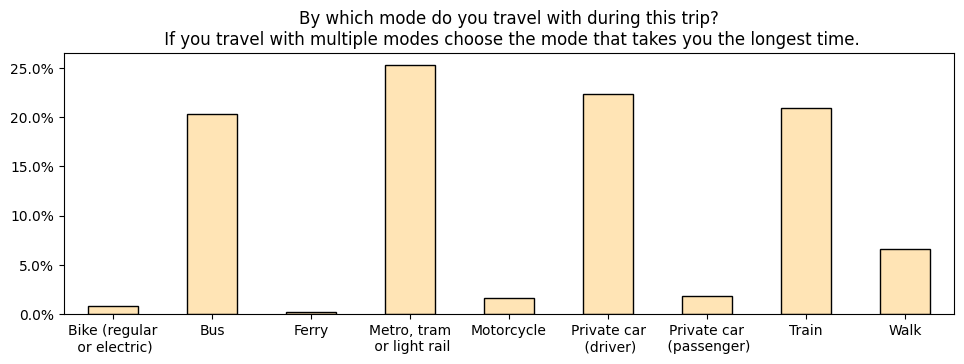 By which mode do you travel with during this trip?
If you travel with multiple modes choose the mode that takes you the longest time.
25.0%
20.0%
15.0%
10.0%
5.0%
0.0%
Bike (regular
or electric)
Bus
Ferry
Metro, tram
or light rail
Motorcycle
Private car
(driver)
Private car
(passenger)
Train
Walk